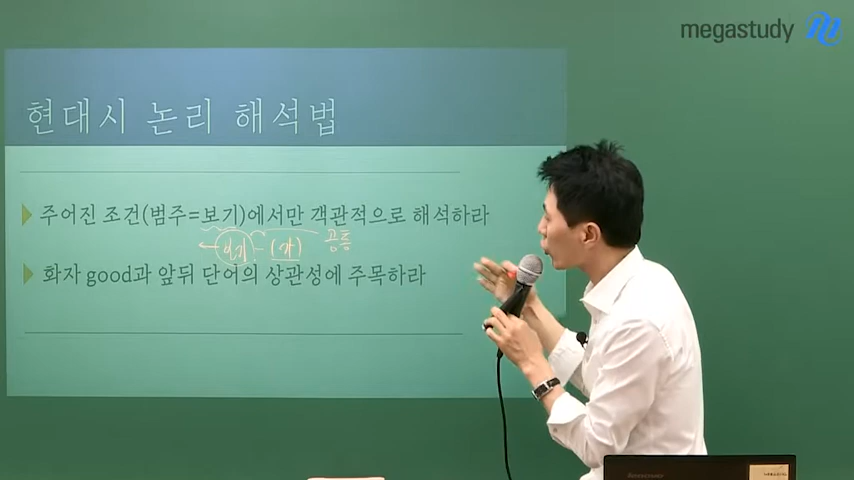 megastudy
현대시 논리 해석법
주어진 조건(범주=보기)에서만 객관적으로 해석하라
보기 (가) 공통
화자 good과 앞뒤 단어의 상관성에 주목하라